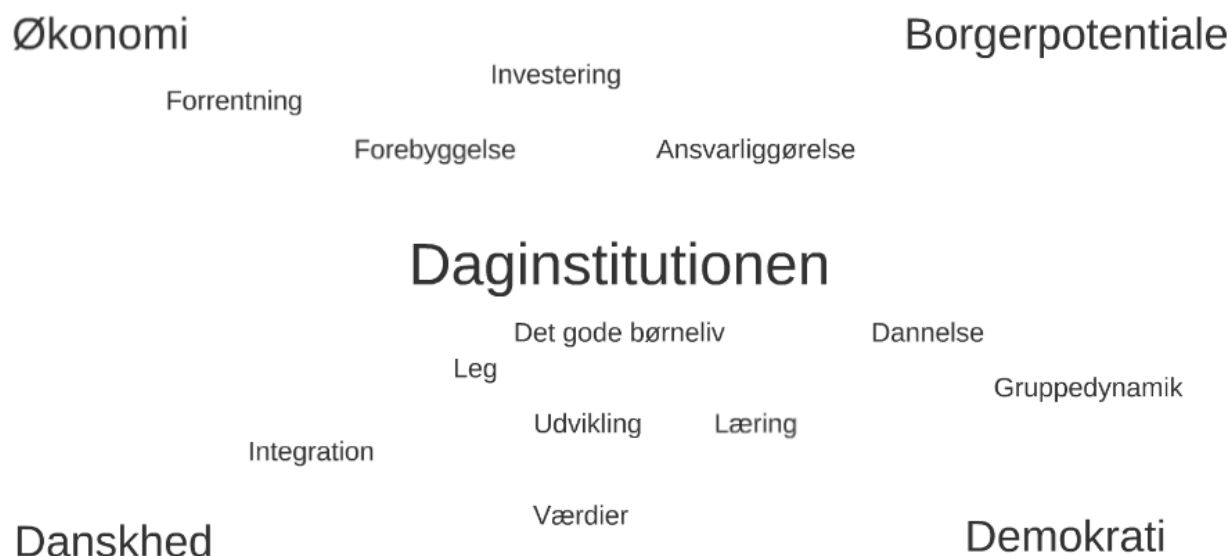 Økonomi
Borgerpotentiale
Investering
Forrentning
Forebyggelse
Ansvarliggørelse
Daginstitutionen
Det gode børneliv
Dannelse
Leg
Gruppedynamik
Udvikling
Læring
Integration
Værdier
Danskhed
Demokrati